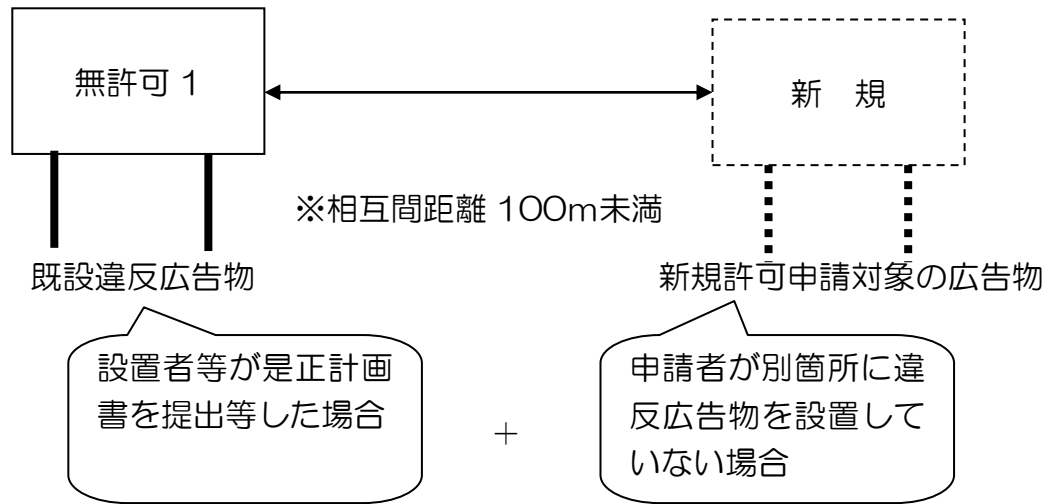 無許可 1
新　規
※相互間距離 100m未満
既設違反広告物
新規許可申請対象の広告物
設置者等が是正計画
書を提出等した場合
＋
申請者が別箇所に違
反広告物を設置して
いない場合